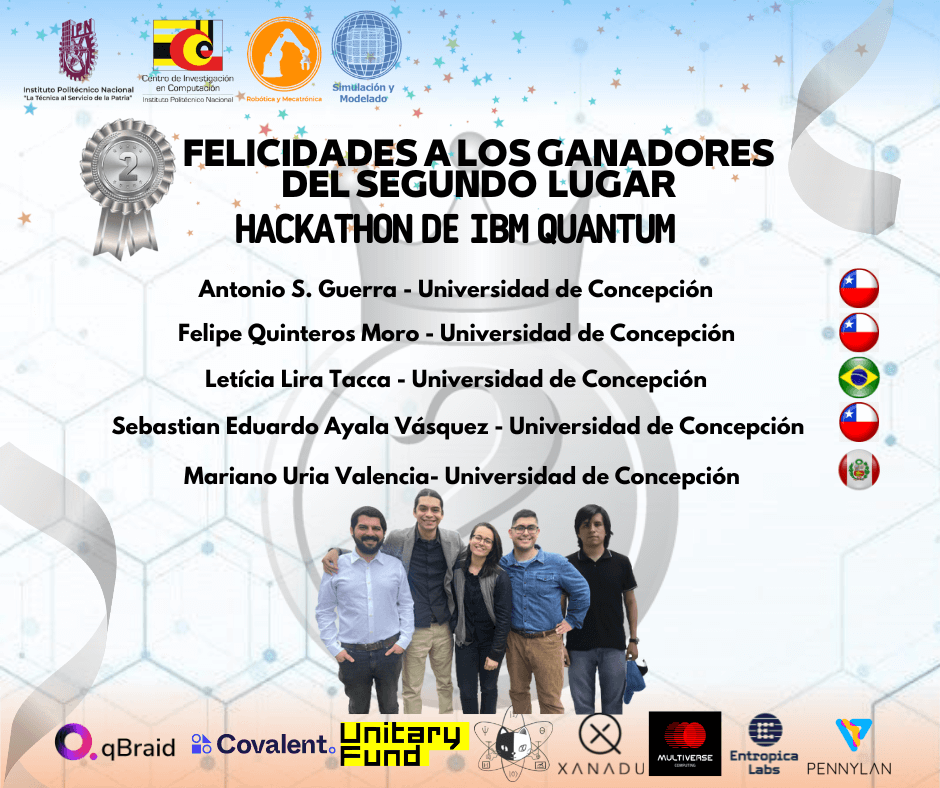 IPN
Instituto Politécnico Nacional
"La Técnica al Servicio de la Patria"
Centro de Investigación
en Computación
Instituto Politécnico Nacional
Robótica y Mecatrónica
Simulación y
Modelado
2
FELICIDADES A LOS GANADORES
DEL SEGUNDO LUGAR
HACKATHON DE IBM QUANTUM
Antonio S. Guerra - Universidad de Concepción
Felipe Quinteros Moro - Universidad de Concepción
Letícia Lira Tacca - Universidad de Concepción
Sebastian Eduardo Ayala Vásquez - Universidad de Concepción
Mariano Uria Valencia- Universidad de Concepción
2
qBraid
Covalent.
Unitary
Fund
XANADU
MULTIVERSE
COMPUTING
Entropica
Labs
PENNYLAN